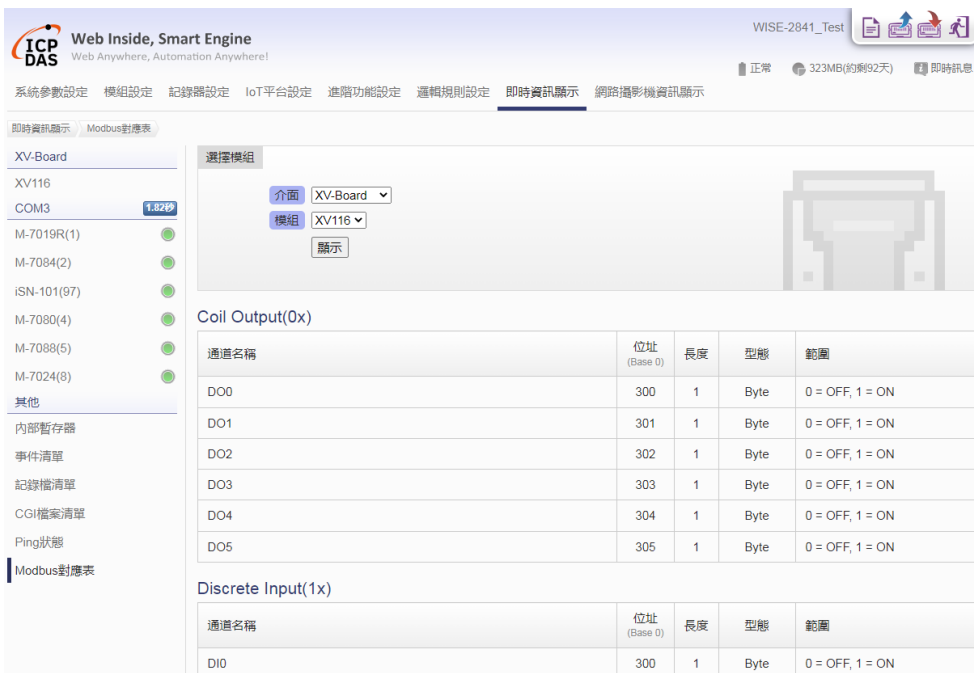 ICP DAS
Web Inside, Smart Engine
Web Anywhere, Automation Anywhere!
WISE-2841_Test
正常 323MB(約剩92天) 即時訊息
系統參數設定 模組設定 記錄器設定 IoT平台設定 進階功能設定 邏輯規則設定 即時資訊顯示 網路攝影機資訊顯示
即時資訊顯示 Modbus對應表
XV-Board
XV116
COM3 1.82秒
M-7019R(1)
M-7084(2)
iSN-101(97)
M-7080(4)
M-7088(5)
M-7024(8)
其他
內部暫存器
事件清單
記錄檔清單
CGI檔案清單
Ping狀態
Modbus對應表
選擇模組
介面 XV-Board
模組 XV116
顯示
Coil Output(0x)
通道名稱 位址 (Base 0) 長度 型態 範圍
DO0 300 1 Byte 0 = OFF, 1 = ON
DO1 301 1 Byte 0 = OFF, 1 = ON
DO2 302 1 Byte 0 = OFF, 1 = ON
DO3 303 1 Byte 0 = OFF, 1 = ON
DO4 304 1 Byte 0 = OFF, 1 = ON
DO5 305 1 Byte 0 = OFF, 1 = ON
Discrete Input(1x)
通道名稱 位址 (Base 0) 長度 型態 範圍
DI0 300 1 Byte 0 = OFF, 1 = ON